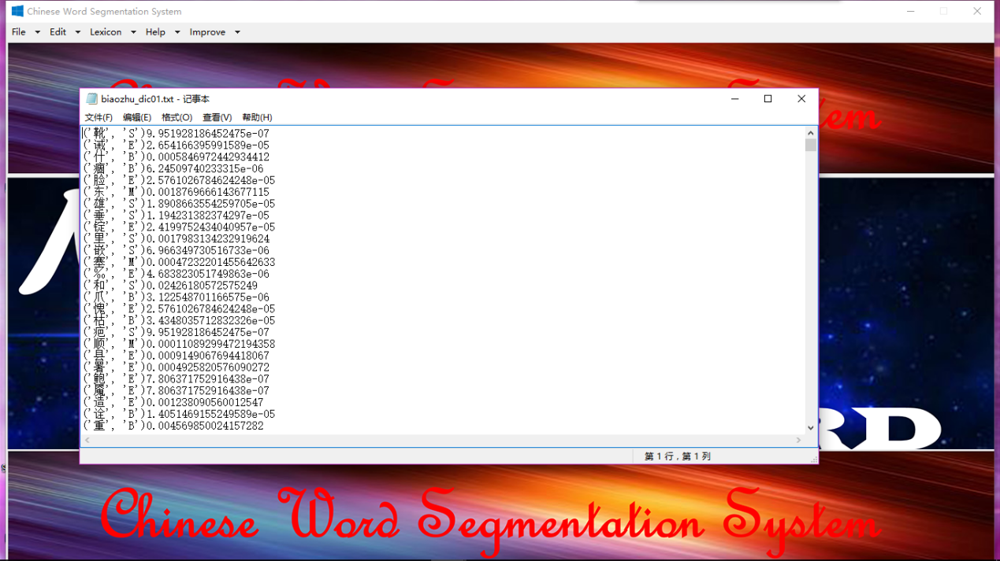 Chinese Word Segmentation System
File Edit Lexicon Help Improve
biaozhu_dic01.txt - 记事本
文件(F) 编辑(E) 格式(O) 查看(V) 帮助(H)
('靴', 'S')9.951928186452475e-07
('诫', 'E')2.654166395991589e-05
('什', 'B')0.0005846972442934412
('痼', 'B')6.24509740233315e-06
('脸', 'E')2.5761026784624248e-05
('东', 'M')0.0018769666143677115
('雄', 'S')1.8908663554259705e-05
('垂', 'S')1.194231382374297e-05
('锭', 'E')2.4199752434040957e-05
('里', 'S')0.0017983134232919624
('嵌', 'S')6.966349730516733e-06
('塞', 'M')0.00047232201455642633
('‰', 'E')4.683823051749863e-06
('和', 'S')0.02426180572575249
('爪', 'B')3.122548701166575e-06
('愧', 'E')2.5761026784624248e-05
('枯', 'B')3.4348035712832326e-05
('疤', 'S')9.951928186452475e-07
('顺', 'M')0.00011089299472194358
('县', 'E')0.0009149067694418067
('署', 'E')0.0004925820576090272
('鲍', 'E')7.806371752916438e-07
('魇', 'E')7.806371752916438e-07
('造', 'E')0.001238090560012547
('诠', 'B')1.4051469155249589e-05
('重', 'B')0.004569850024157282
第 1 行，第 1 列
Chinese Word Segmentation System